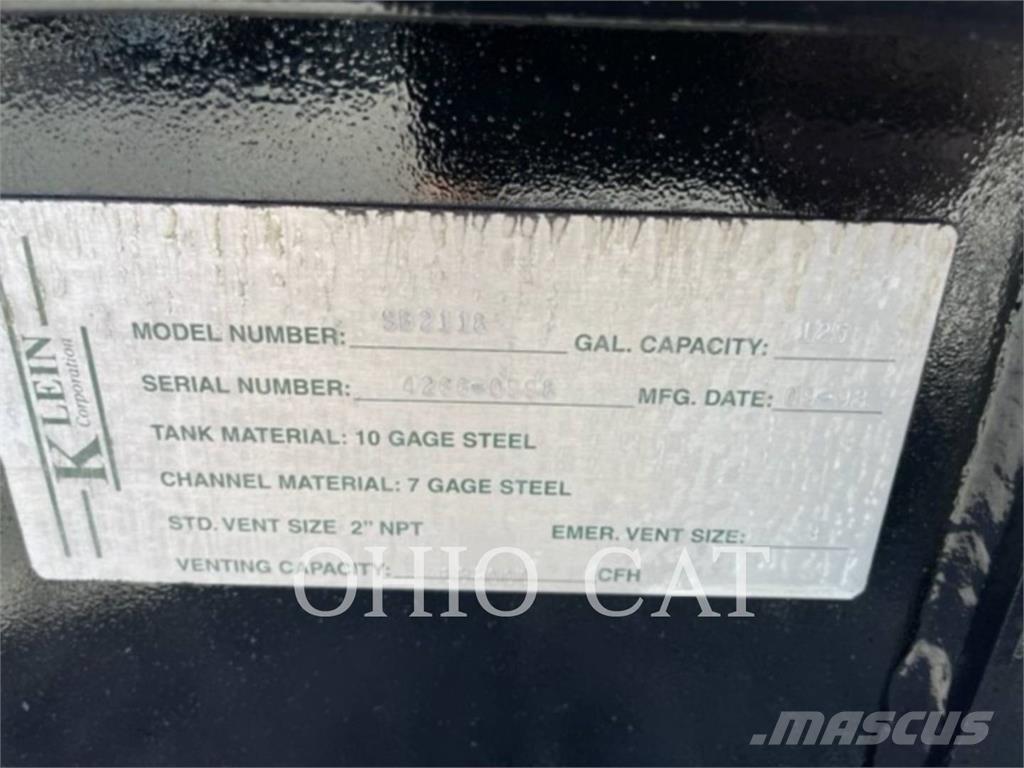 KLEIN
Corporation
MODEL NUMBER: GAL. CAPACITY:
SERIAL NUMBER: MFG. DATE:
TANK MATERIAL: 10 GAGE STEEL
CHANNEL MATERIAL: 7 GAGE STEEL
STD. VENT SIZE 2" NPT EMER. VENT SIZE:
VENTING CAPACITY: CFH
OHIO CAT
MASCUS